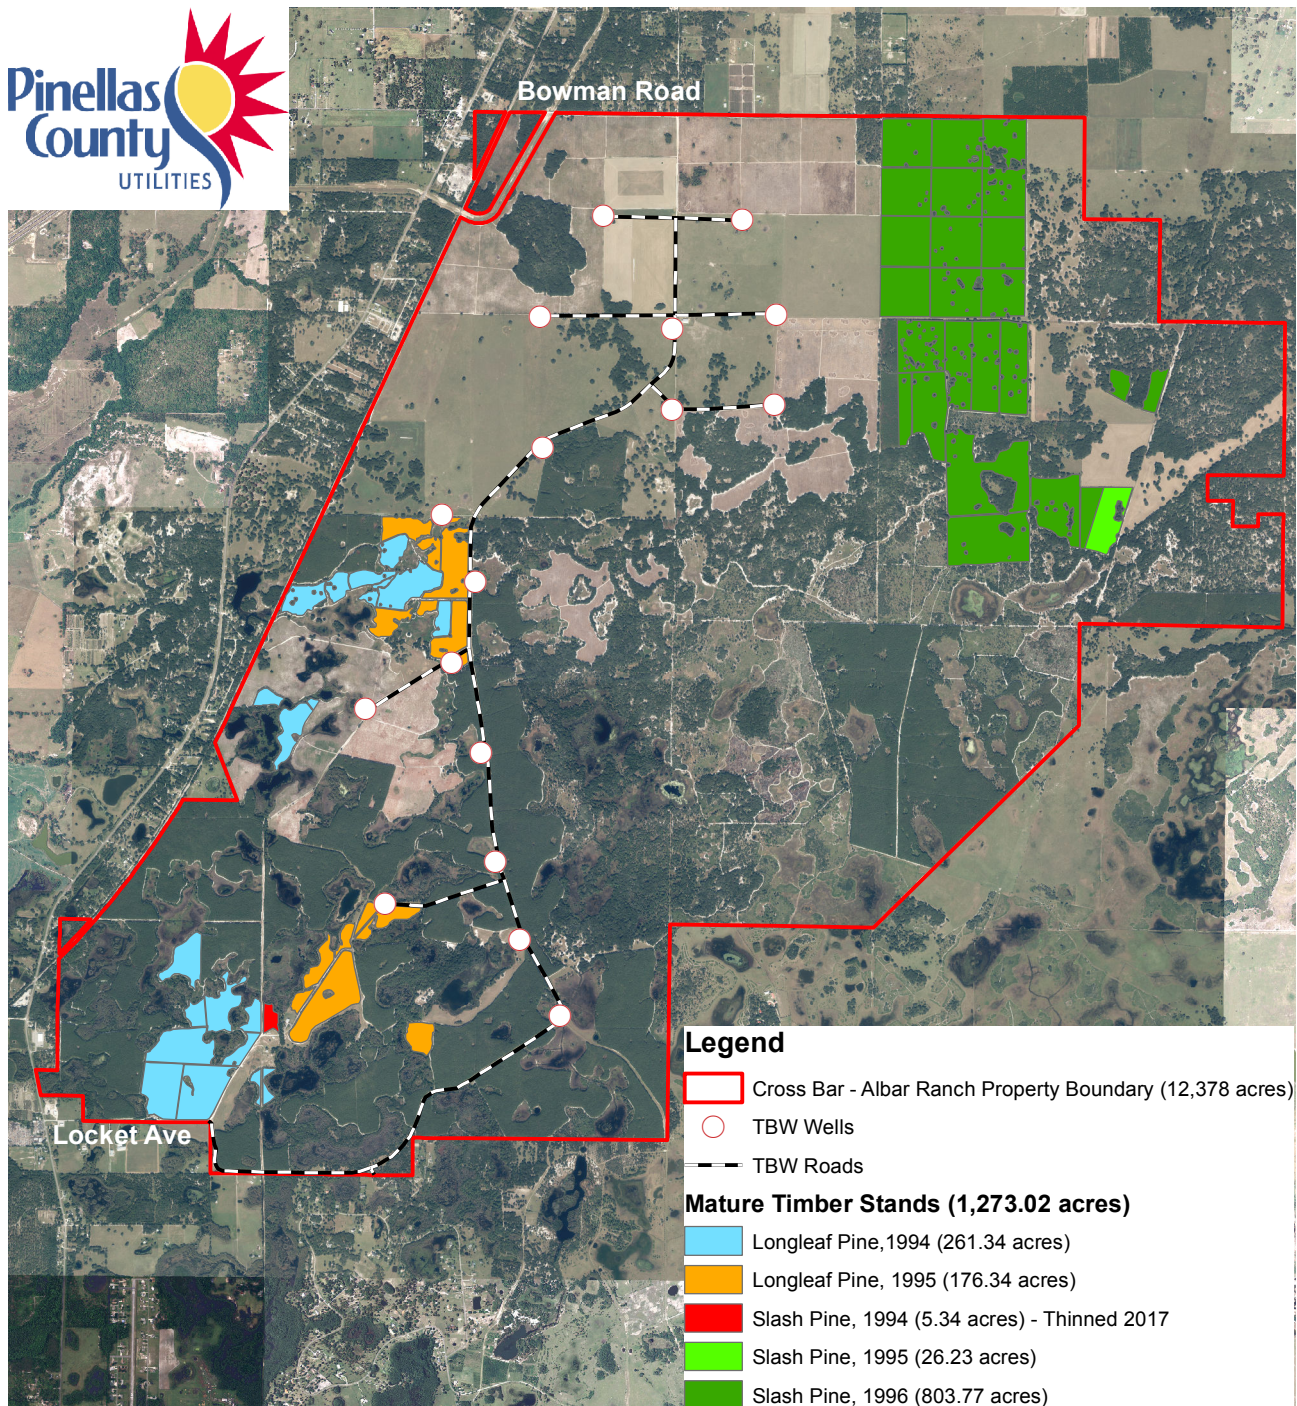 Pinellas
County
UTILITIES
Bowman Road
Locket Ave
Legend
Cross Bar - Albar Ranch Property Boundary (12,378 acres)
TBW Wells
TBW Roads
Mature Timber Stands (1,273.02 acres)
Longleaf Pine,1994 (261.34 acres)
Longleaf Pine, 1995 (176.34 acres)
Slash Pine, 1994 (5.34 acres) - Thinned 2017
Slash Pine, 1995 (26.23 acres)
Slash Pine, 1996 (803.77 acres)